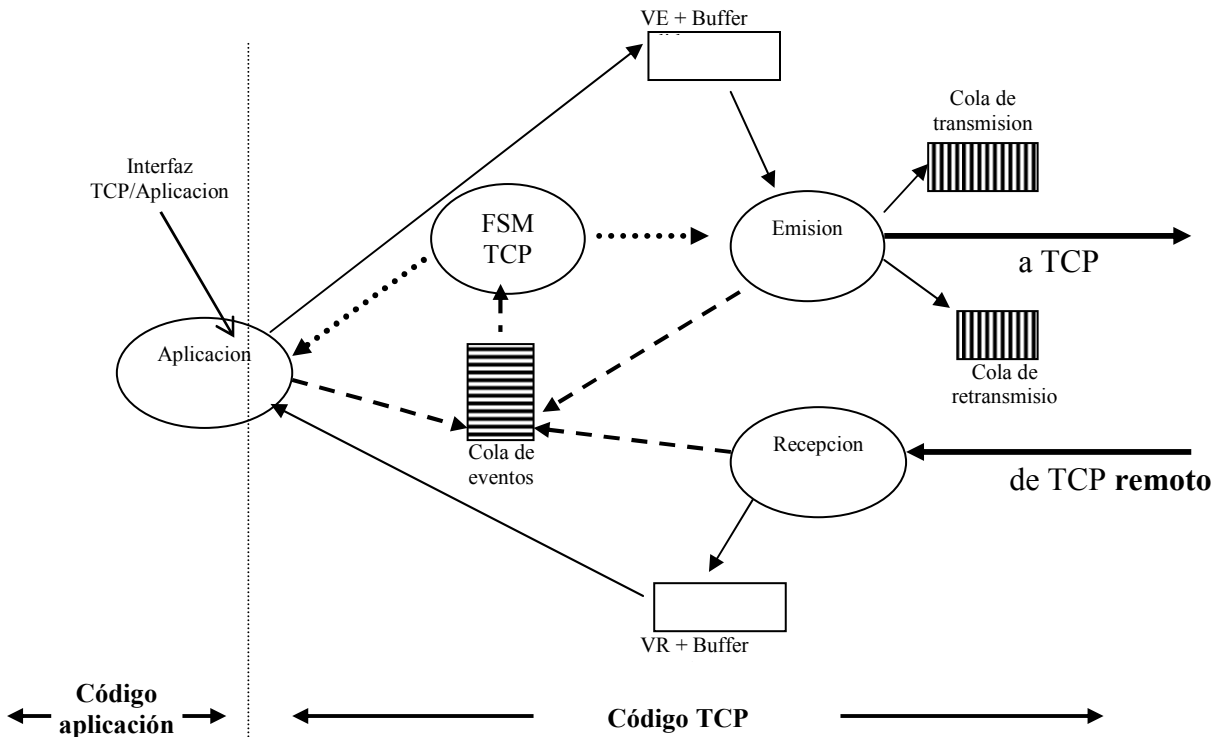 VE + Buffer
Cola de
transmision
Interfaz
TCP/Aplicacion
FSM
TCP
Emision
a TCP
Aplicacion
Cola de
retransmisio
Cola de
eventos
Recepcion
de TCP remoto
VR + Buffer
Código
aplicación
Código TCP